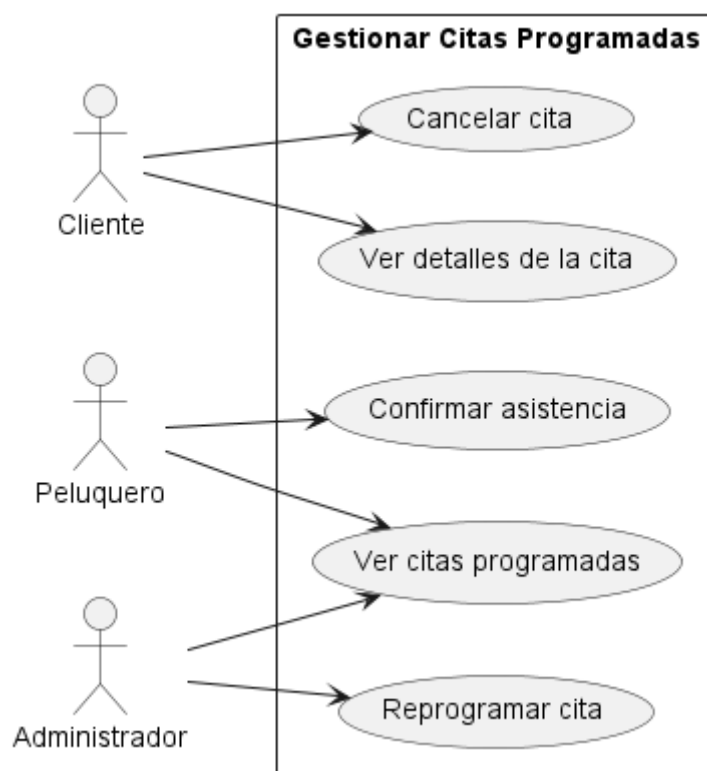 Gestionar Citas Programadas
Cancelar cita
Cliente
Ver detalles de la cita
Confirmar asistencia
Peluquero
Ver citas programadas
Reprogramar cita
Administrador